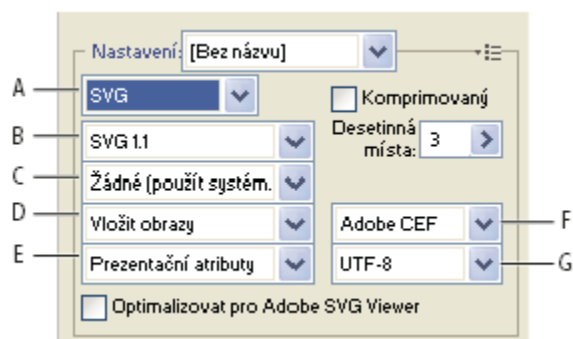 Nastavení: [Bez názvu]
A SVG Komprimovaný
B SVG 1.1 Desetinná místa: 3
C Žádné (použít systém.
D Vložit obrazy Adobe CEF F
E Prezentační atributy UTF-8 G
Optimalizovat pro Adobe SVG Viewer